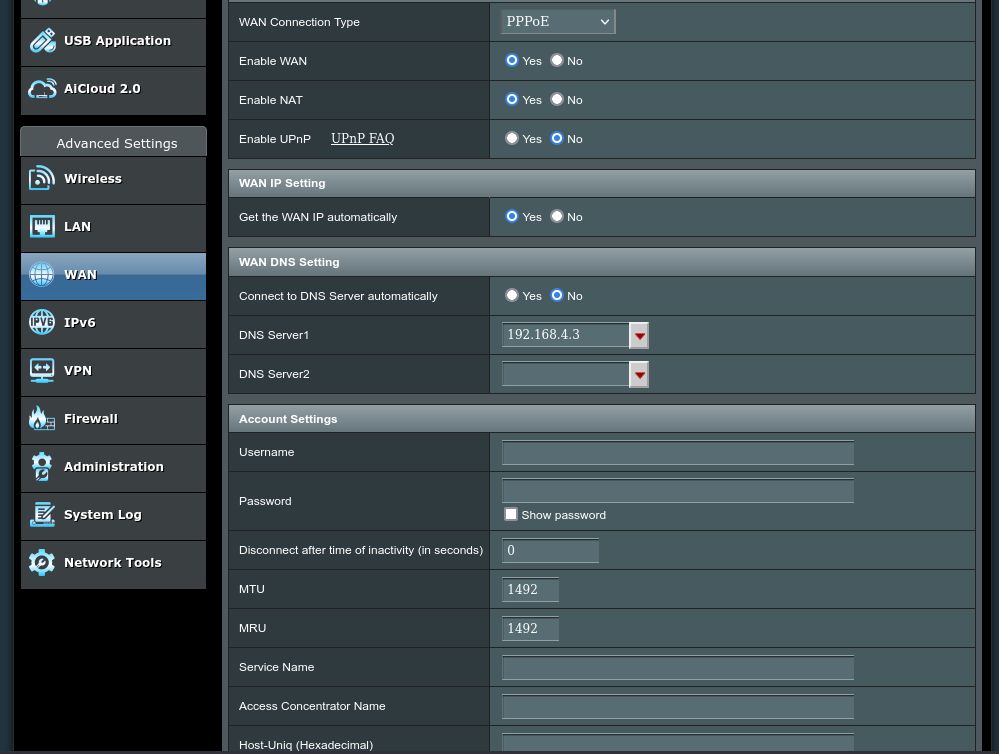 WAN Connection Type PPPoE
USB Application
Enable WAN Yes No
AiCloud 2.0
Enable NAT Yes No
Enable UPnP UPnP FAQ Yes No
Advanced Settings
Wireless
LAN
WAN
IPv6
VPN
Firewall
Administration
System Log
Network Tools
WAN IP Setting
Get the WAN IP automatically Yes No
WAN DNS Setting
Connect to DNS Server automatically Yes No
DNS Server1 192.168.4.3
DNS Server2
Account Settings
Username
Password
Show password
Disconnect after time of inactivity (in seconds) 0
MTU 1492
MRU 1492
Service Name
Access Concentrator Name
Host-Uniq (Hexadecimal)